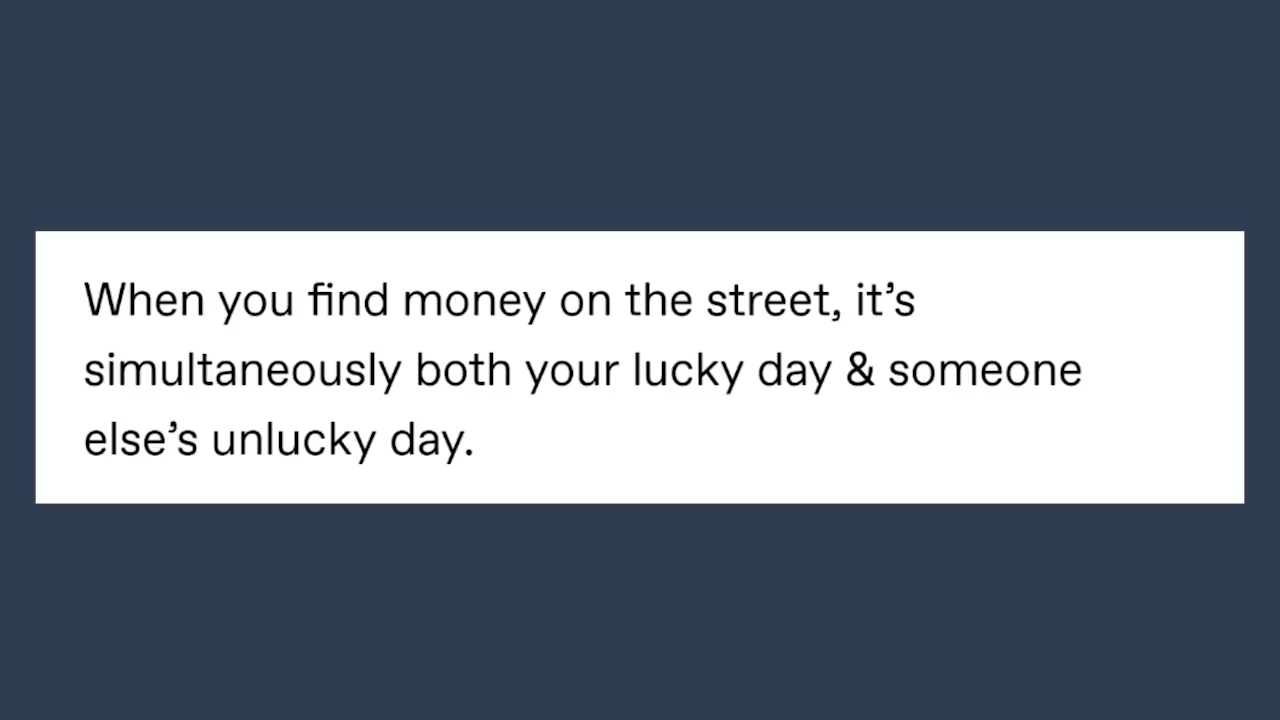 When you find money on the street, it’s
simultaneously both your lucky day & someone
else’s unlucky day.